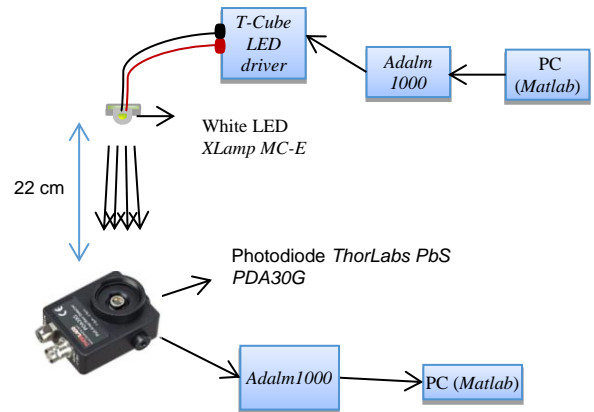 T-Cube
LED
driver
Adalm
1000
PC
(Matlab)
White LED
XLamp MC-E
22 cm
Photodiode ThorLabs PbS
PDA30G
Adalm1000
PC (Matlab)